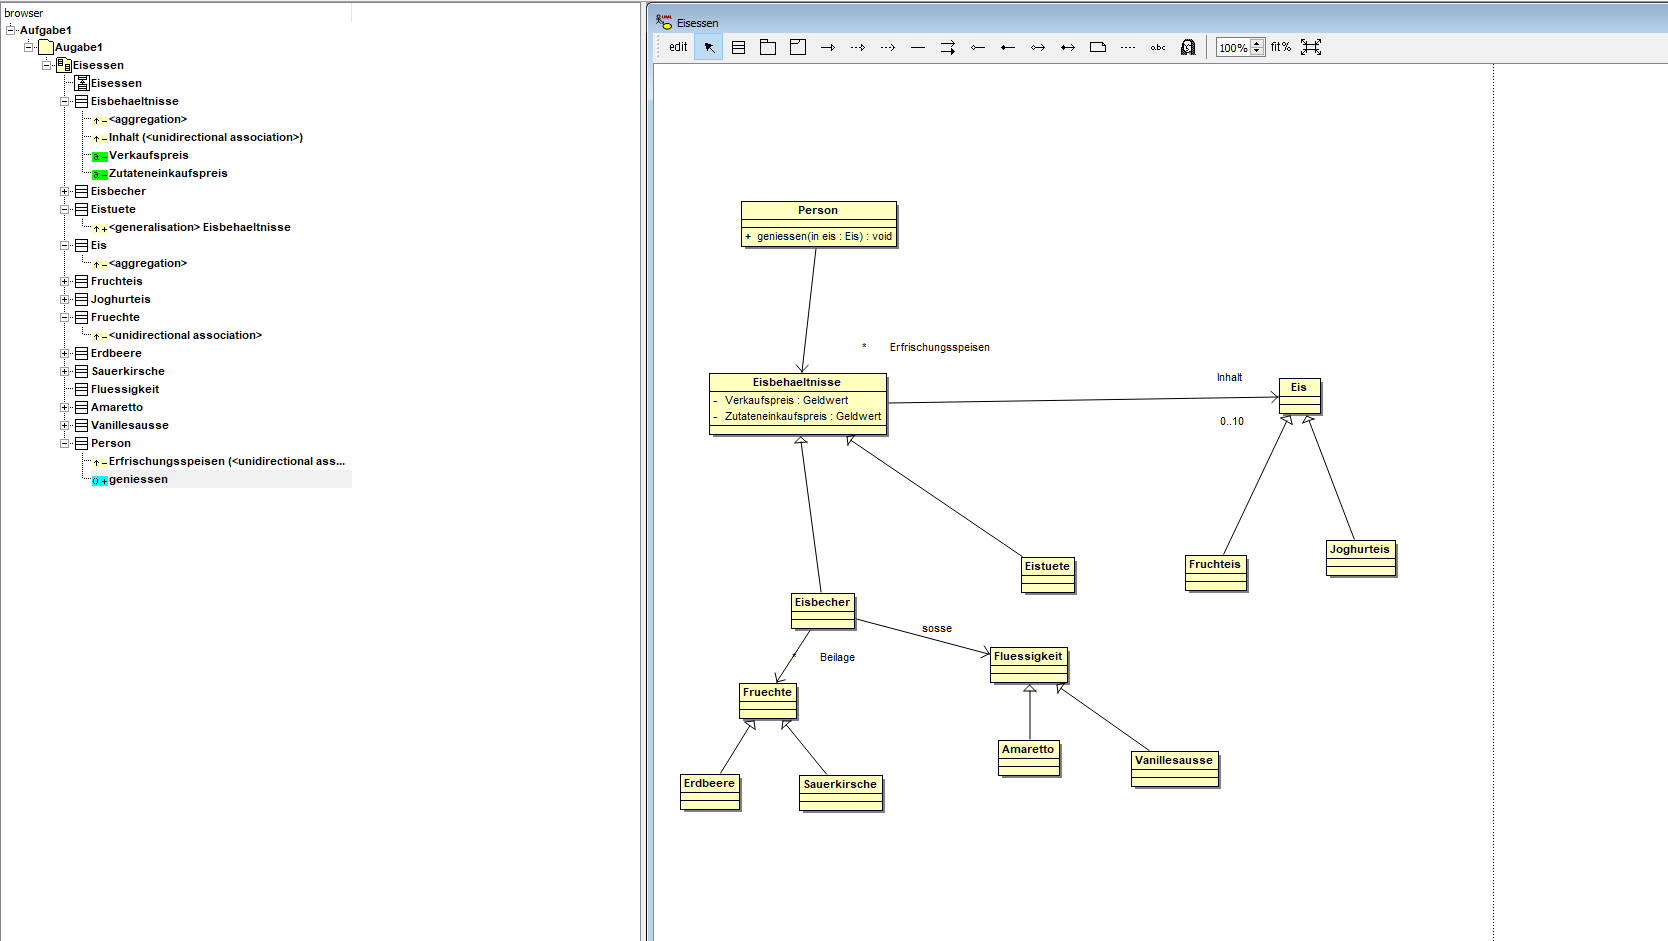 browser
Aufgabe1
Augabe1
Eisessen
Eisessen
Eisbehaeltnisse
<aggregation>
Inhalt (<unidirectional association>)
Verkaufspreis
Zutateneinkaufspreis
Eisbecher
Eistuete
<generalisation> Eisbehaeltnisse
Eis
<aggregation>
Fruchteis
Joghurteis
Fruechte
<unidirectional association>
Erdbeere
Sauerkirsche
Fluessigkeit
Amaretto
Vanillesausse
Person
Erfrischungsspeisen (<unidirectional ass...
geniessen
Eisessen
edit
abc
100%
fit%
Person
+ geniessen(in eis : Eis) : void
* Erfrischungsspeisen
Eisbehaeltnisse
- Verkaufspreis : Geldwert
- Zutateneinkaufspreis : Geldwert
Inhalt
Eis
0..10
Fruchteis
Joghurteis
Eistuete
Eisbecher
sosse
* Beilage
Fluessigkeit
Fruechte
Amaretto
Vanillesausse
Erdbeere
Sauerkirsche